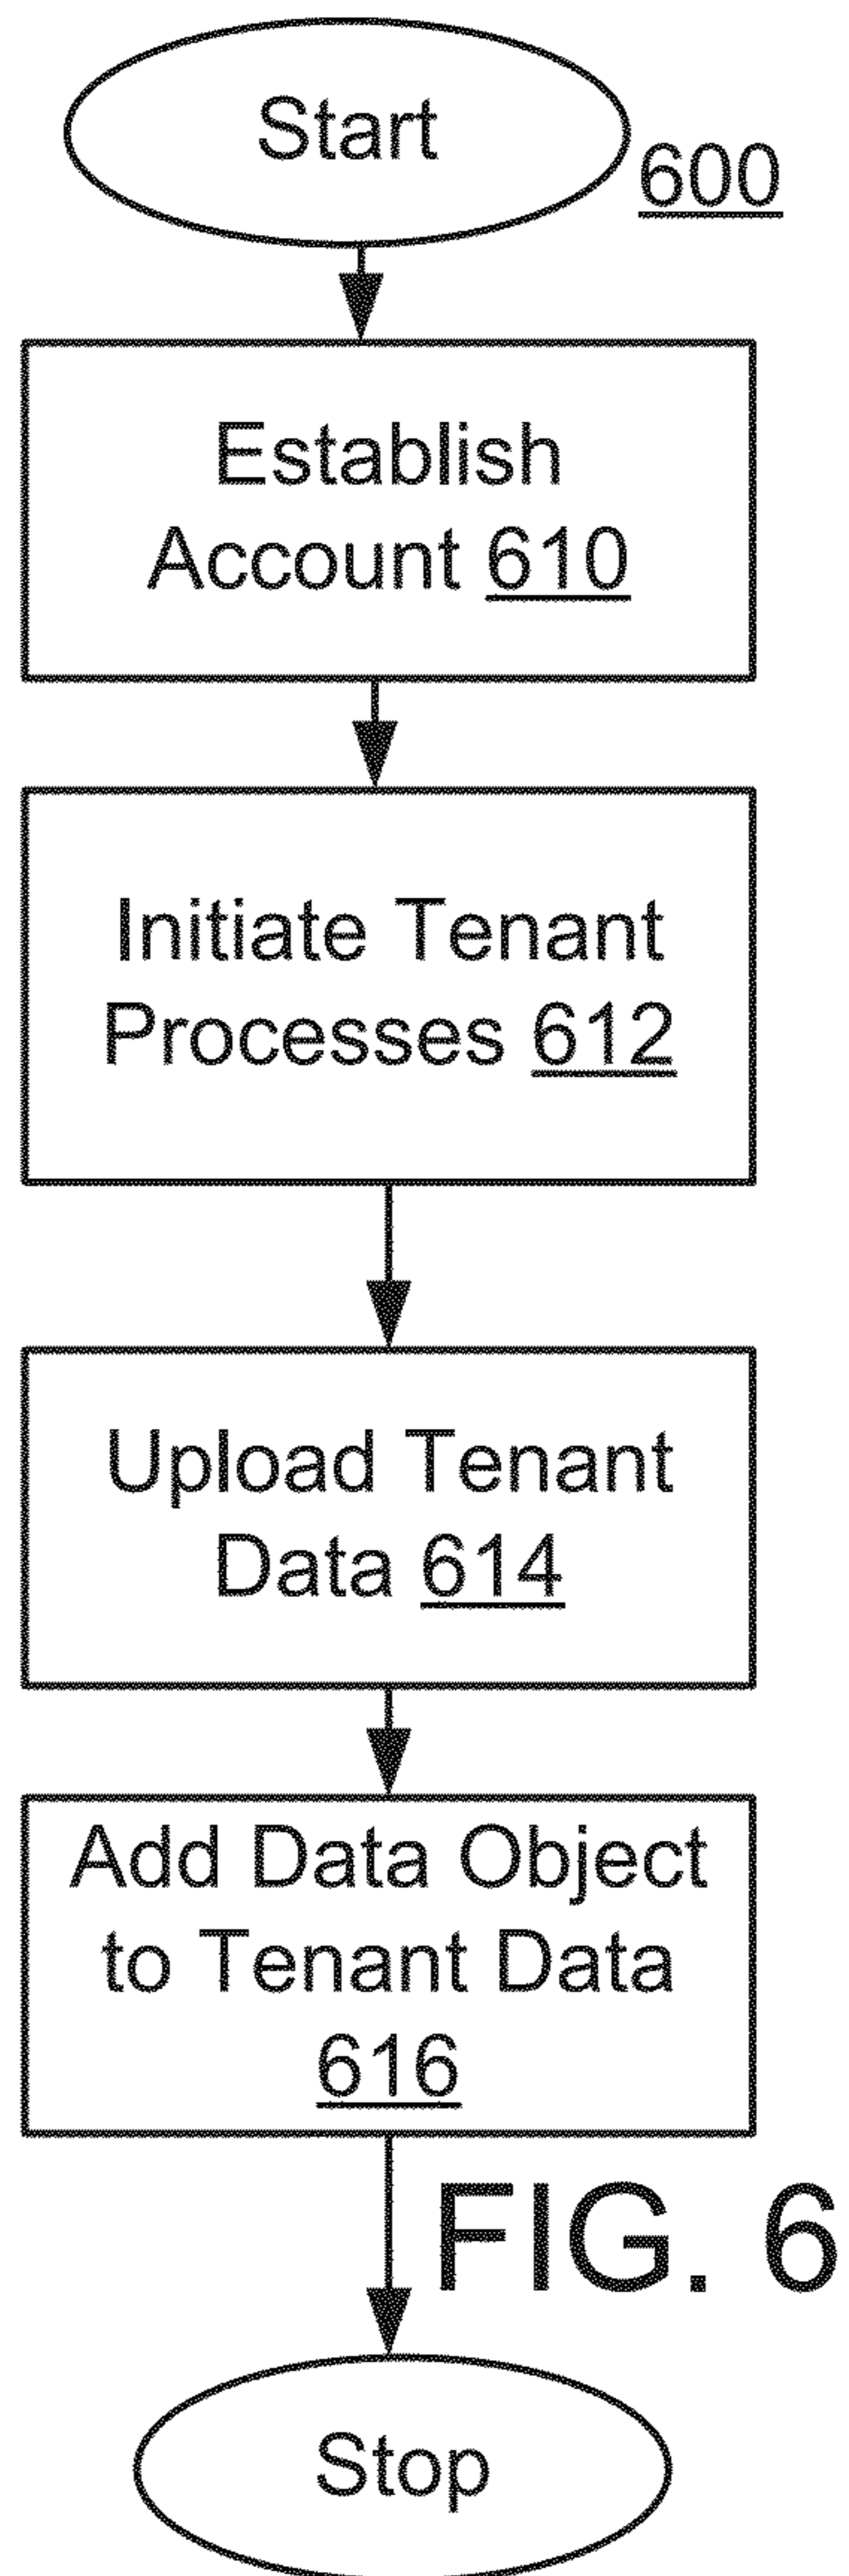 Start
600
Establish
Account 610
Initiate Tenant
Processes 612
Upload Tenant
Data 614
Add Data Object
to Tenant Data
616
FIG. 6
Stop